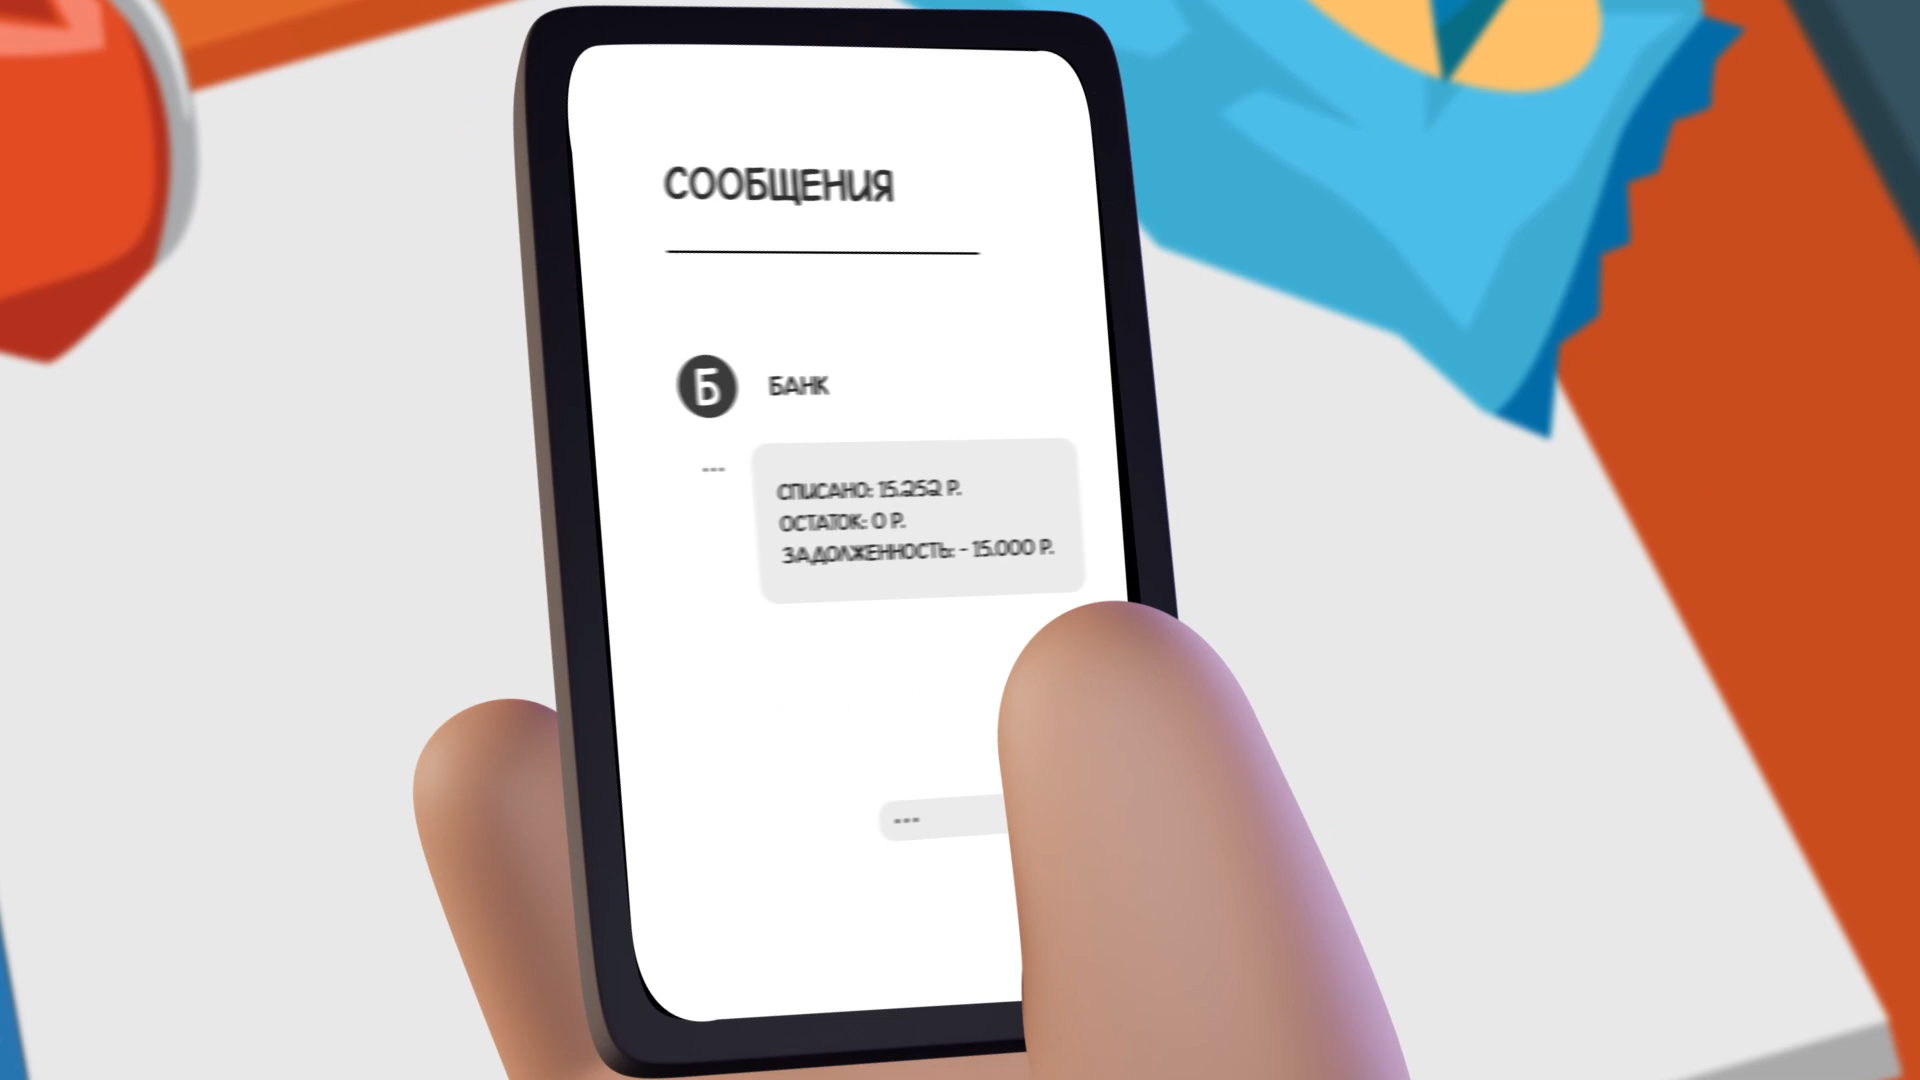 СООБЩЕНИЯ
Б
БАНК
---
СПИСАНО: 15.252 Р.
ОСТАТОК: 0 Р.
ЗАДОЛЖЕННОСТЬ: - 15.000 Р.
---